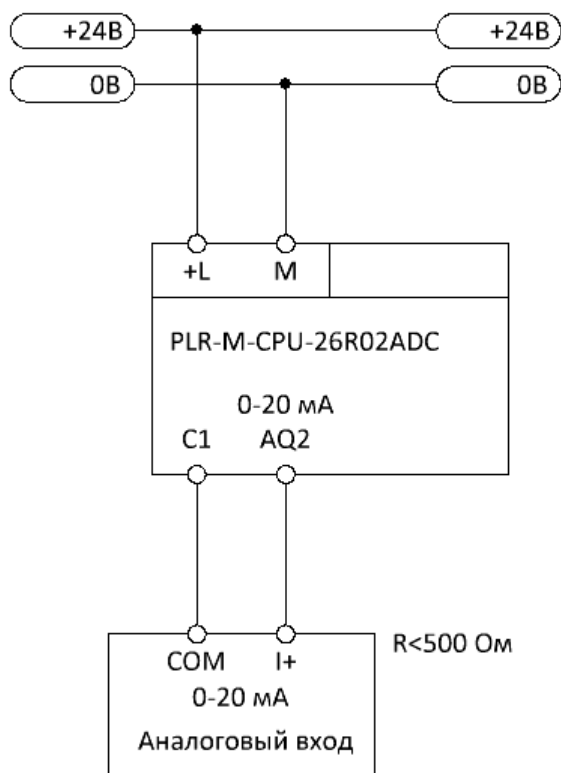 +24В +24В
0В 0В
+L M
PLR-M-CPU-26R02ADC
0-20 мА
C1 AQ2
R<500 Ом
COM I+
0-20 мА
Аналоговый вход